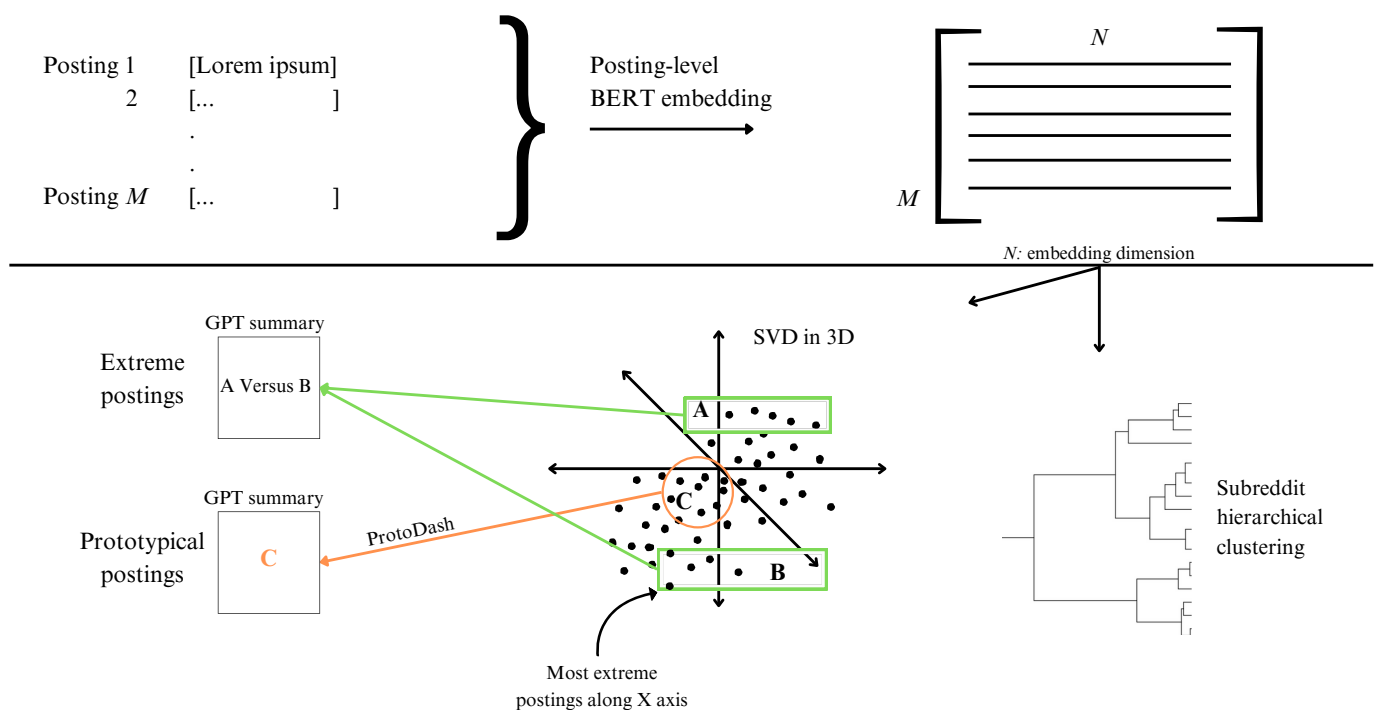 Posting 1 [Lorem ipsum]
2 [... ]
.
.
Posting M [... ]
}
Posting-level
BERT embedding
N
M
N: embedding dimension
GPT summary
Extreme
postings
A Versus B
SVD in 3D
A
GPT summary
Prototypical
postings
C
ProtoDash
C
B
Most extreme
postings along X axis
Subreddit
hierarchical
clustering